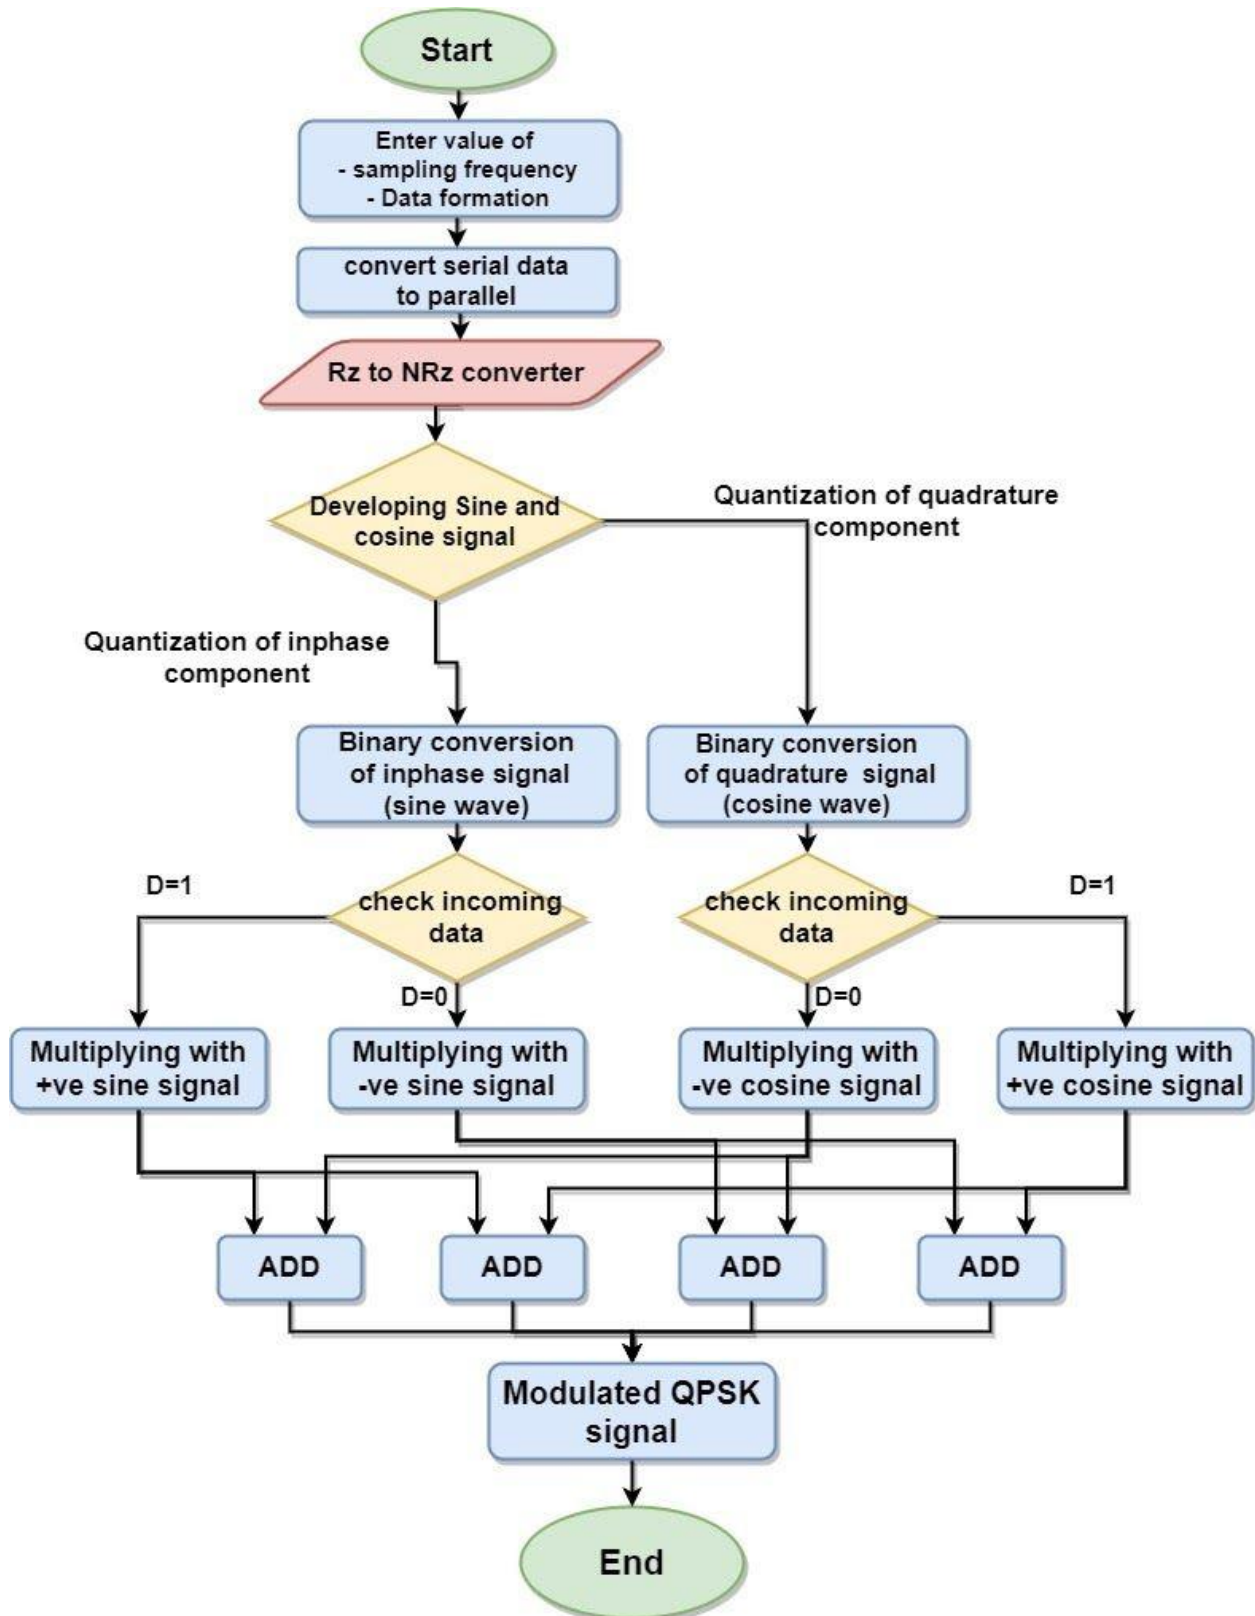 Start
Enter value of
- sampling frequency
- Data formation
convert serial data
to parallel
Rz to NRz converter
Developing Sine and
cosine signal
Quantization of quadrature
component
Quantization of inphase
component
Binary conversion
of inphase signal
(sine wave)
Binary conversion
of quadrature signal
(cosine wave)
D=1
check incoming
data
check incoming
data
D=1
D=0
D=0
Multiplying with
+ve sine signal
Multiplying with
-ve sine signal
Multiplying with
-ve cosine signal
Multiplying with
+ve cosine signal
ADD
ADD
ADD
ADD
Modulated QPSK
signal
End